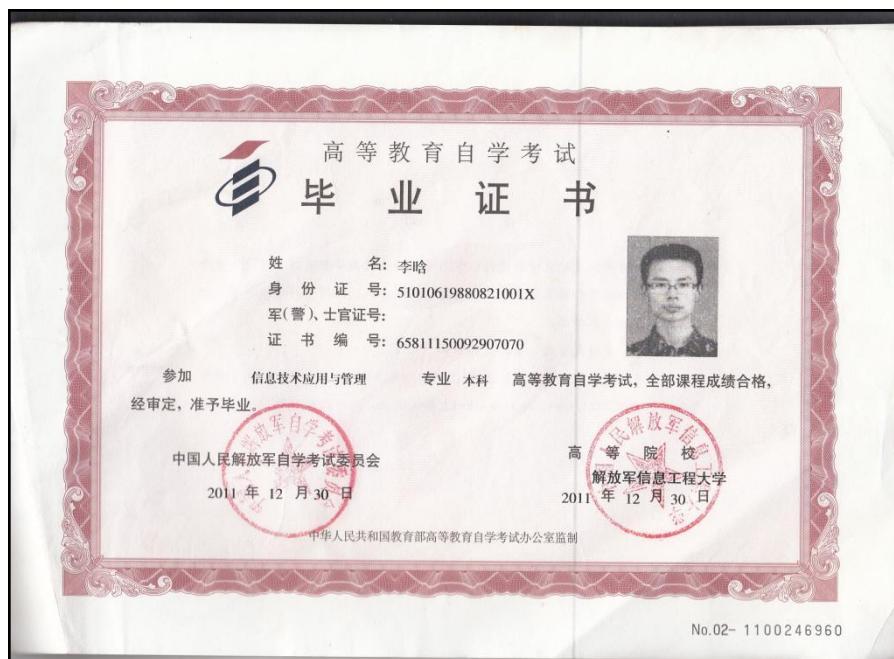 高等教育自学考试
毕业证书
姓名：李晗
身份证号：51010619880821001X
军(警)、士官证号：
证书编号：65811150092907070
参加 信息技术应用与管理 专业 本科 高等教育自学考试，全部课程成绩合格，
经审定，准予毕业。
中国人民解放军自学考试委员会
2011 年 12 月 30 日
高等院校
解放军信息工程大学
2011 年 12 月 30 日
中华人民共和国教育部高等教育自学考试办公室监制
No.02- 1100246960